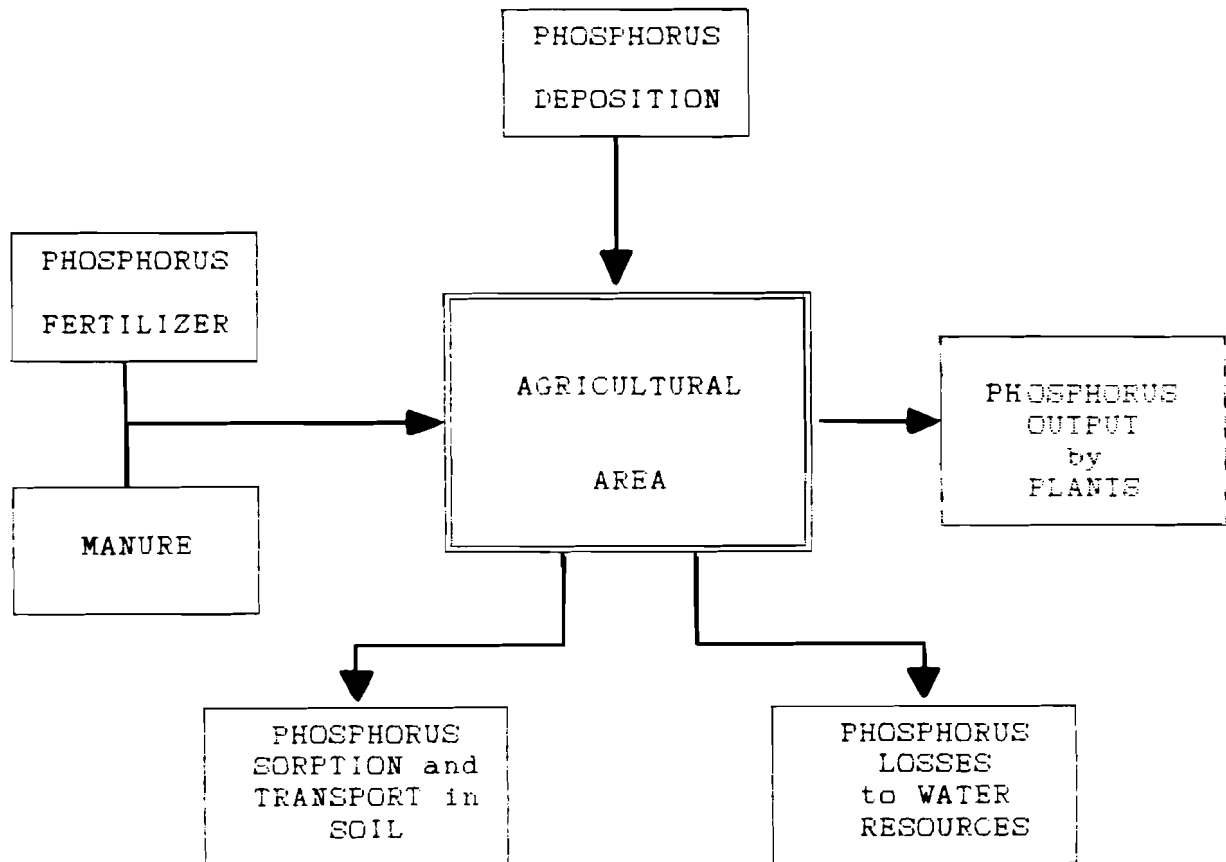 PHOSPHORUS
DEPOSITION
PHOSPHORUS
FERTILIZER
AGRICULTURAL
AREA
PHOSPHORUS
OUTPUT
by
PLANTS
MANURE
PHOSPHORUS
SORPTION and
TRANSPORT in
SOIL
PHOSPHORUS
LOSSES
to WATER
RESOURCES